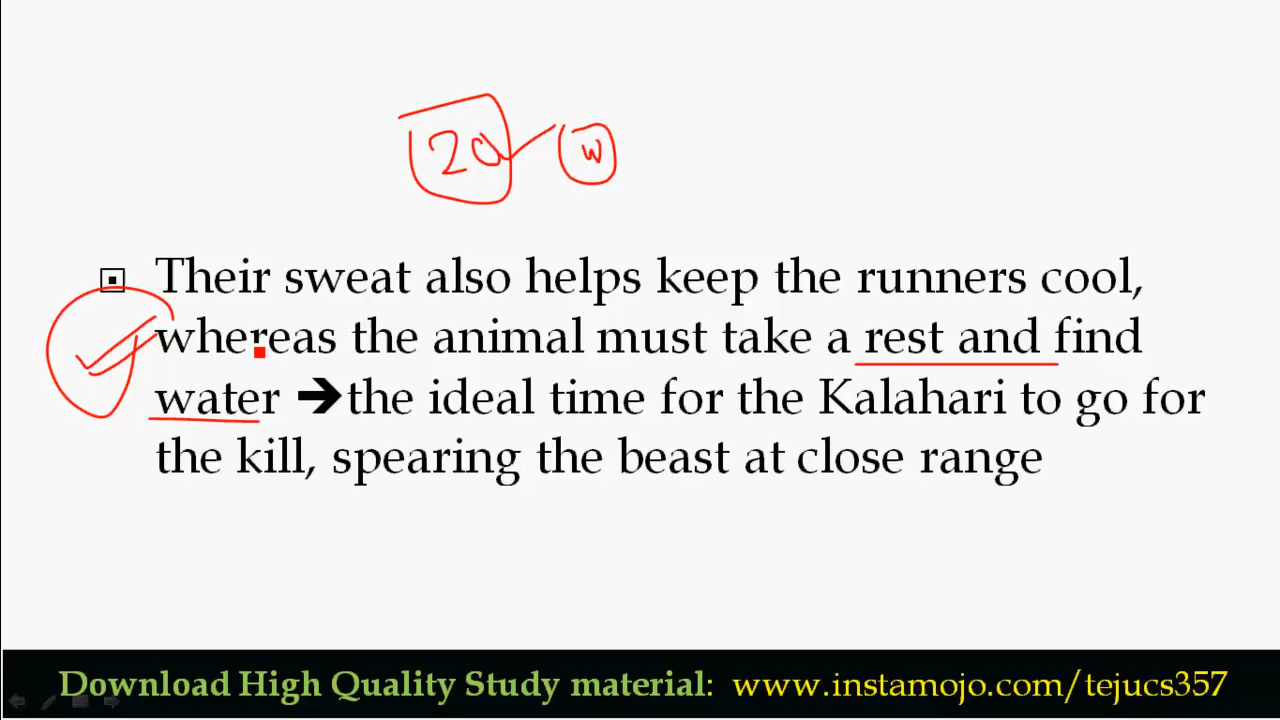 20 w
Their sweat also helps keep the runners cool,
whereas the animal must take a rest and find
water ➔the ideal time for the Kalahari to go for
the kill, spearing the beast at close range
Download High Quality Study material: www.instamojo.com/tejucs357